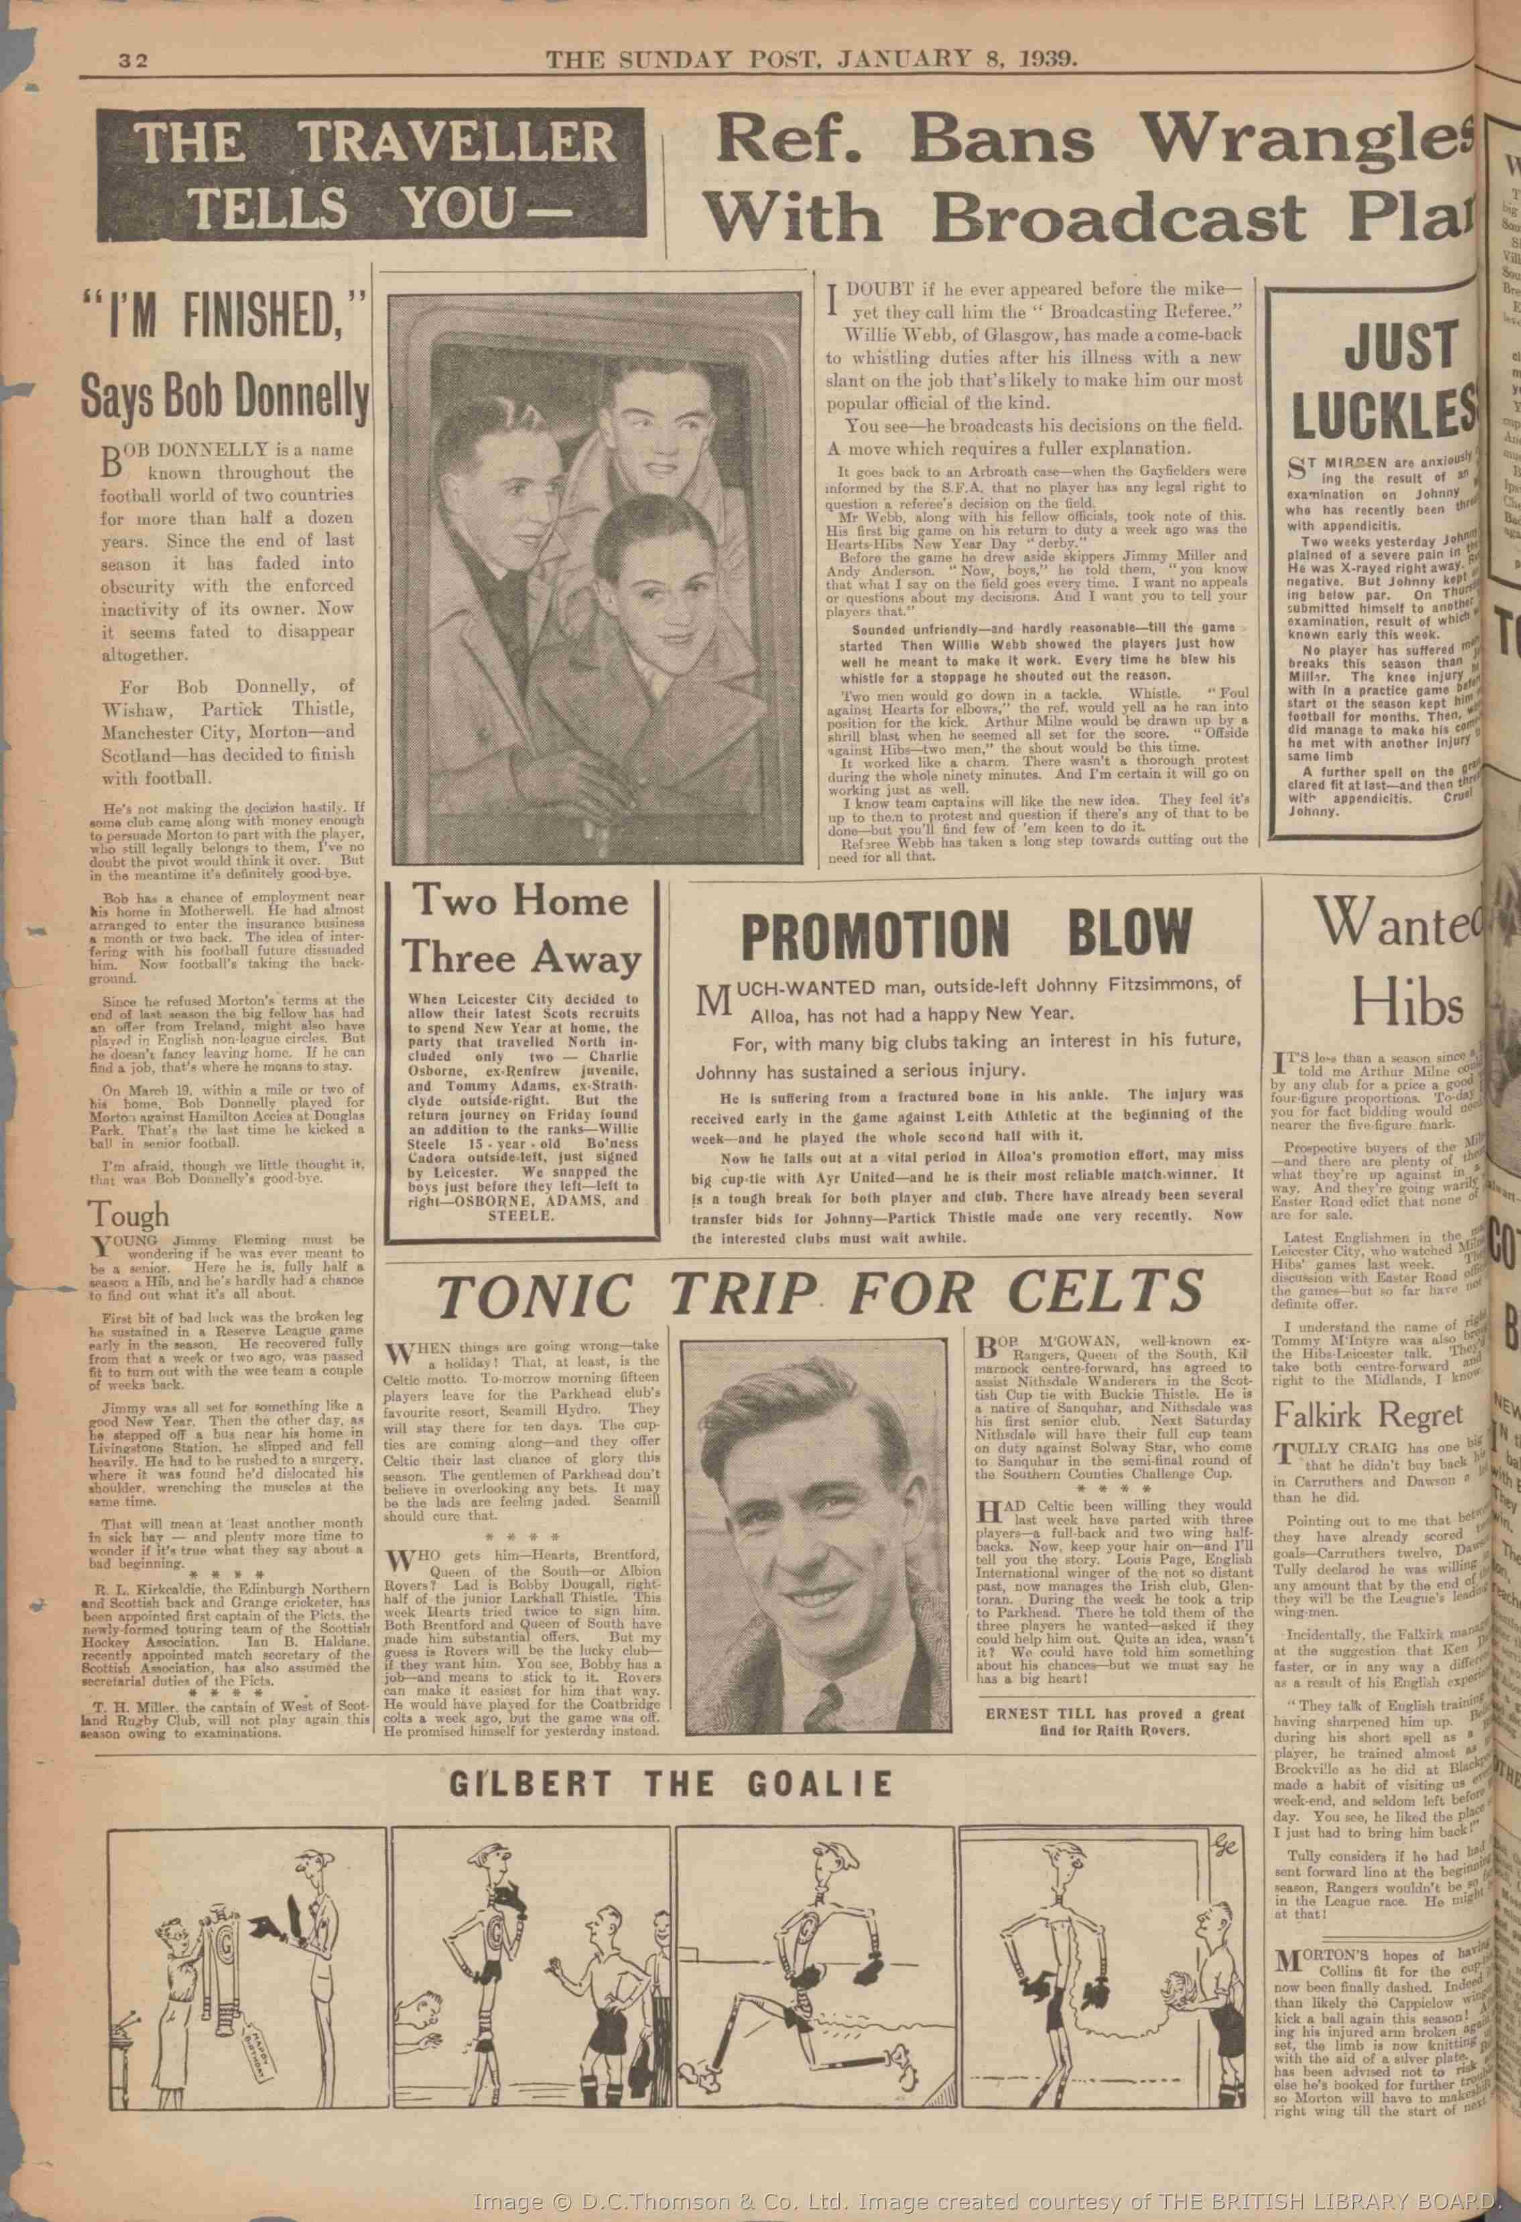 32
THE SUNDAY POST, JANUARY 8, 1939.
THE TRAVELLER
TELLS YOU—
Ref. Bans Wrangles
With Broadcast Plan
"I'M FINISHED,"
Says Bob Donnelly
BOB DONNELLY is a name
known throughout the
football world of two countries
for more than half a dozen
years. Since the end of last
season it has faded into
obscurity with the enforced
inactivity of its owner. Now
it seems fated to disappear
altogether.
For Bob Donnelly, of
Wishaw, Partick Thistle,
Manchester City, Morton—and
Scotland—has decided to finish
with football.
He's not making the decision hastily. If
some club came along with money enough
to persuade Morton to part with the player,
who still legally belongs to them, I've no
doubt the pivot would think it over. But
in the meantime it's definitely good-bye.
Bob has a chance of employment near
his home in Motherwell. He had almost
arranged to enter the insurance business
a month or two back. The idea of inter-
fering with his football future dissuaded
him. Now football's taking the back-
ground.
Since he refused Morton's terms at the
end of last season the big fellow has had
an offer from Ireland, might also have
played in English non-league circles. But
he doesn't fancy leaving home. If he can
find a job, that's where he means to stay.
On March 19, within a mile or two of
his home, Bob Donnelly played for
Morton against Hamilton Accies at Douglas
Park. That's the last time he kicked a
ball in senior football.
I'm afraid, though we little thought it,
that was Bob Donnelly's good-bye.
Tough
YOUNG Jimmy Fleming must be
wondering if he was ever meant to
be a senior. Here he is, fully half a
season a Hib, and he's hardly had a chance
to find out what it's all about.
First bit of bad luck was the broken leg
he sustained in a Reserve League game
early in the season. He recovered fully
from that a week or two ago, was passed
fit to turn out with the wee team a couple
of weeks back.
Jimmy was all set for something like a
good New Year. Then the other day, as
he stepped off a bus near his home in
Livingstone Station, he slipped and fell
heavily. He had to be rushed to a surgery,
where it was found he'd dislocated his
shoulder, wrenching the muscles at the
same time.
That will mean at least another month
in sick bay — and plenty more time to
wonder if it's true what they say about a
bad beginning.
* * * *
R. L. Kirkcaldie, the Edinburgh Northern
and Scottish back and Grange cricketer, has
been appointed first captain of the Picts, the
newly-formed touring team of the Scottish
Hockey Association. Ian B. Haldane,
recently appointed match secretary of the
Scottish Association, has also assumed the
secretarial duties of the Picts.
* * * *
T. H. Miller, the captain of West of Scot-
land Rugby Club, will not play again this
season owing to examinations.
Two Home
Three Away
When Leicester City decided to
allow their latest Scots recruits
to spend New Year at home, the
party that travelled North in-
cluded only two — Charlie
Osborne, ex-Renfrew juvenile,
and Tommy Adams, ex-Strath-
clyde outside-right. But the
return journey on Friday found
an addition to the ranks—Willie
Steele 15-year-old Bo'ness
Cadora outside-left, just signed
by Leicester. We snapped the
boys just before they left—left to
right—OSBORNE, ADAMS, and
STEELE.
I DOUBT if he ever appeared before the mike—
yet they call him the "Broadcasting Referee."
Willie Webb, of Glasgow, has made a come-back
to whistling duties after his illness with a new
slant on the job that's likely to make him our most
popular official of the kind.
You see—he broadcasts his decisions on the field.
A move which requires a fuller explanation.
It goes back to an Arbroath case—when the Gayfielders were
informed by the S.F.A. that no player has any legal right to
question a referee's decision on the field.
Mr Webb, along with his fellow officials, took note of this.
His first big game on his return to duty a week ago was the
Hearts-Hibs New Year Day "derby."
Before the game he drew aside skippers Jimmy Miller and
Andy Anderson. "Now, boys," he told them, "you know
that what I say on the field goes every time. I want no appeals
or questions about my decisions. And I want you to tell your
players that."
Sounded unfriendly—and hardly reasonable—till the game
started Then Willie Webb showed the players just how
well he meant to make it work. Every time he blew his
whistle for a stoppage he shouted out the reason.
Two men would go down in a tackle. Whistle. "Foul
against Hearts for elbows," the ref. would yell as he ran into
position for the kick. Arthur Milne would be drawn up by a
shrill blast when he seemed all set for the score. "Offside
against Hibs—two men," the shout would be this time.
It worked like a charm. There wasn't a thorough protest
during the whole ninety minutes. And I'm certain it will go on
working just as well.
I know team captains will like the new idea. They feel it's
up to them to protest and question if there's any of that to be
done—but you'll find few of 'em keen to do it.
Referee Webb has taken a long step towards cutting out the
need for all that.
PROMOTION BLOW
MUCH-WANTED man, outside-left Johnny Fitzsimmons, of
Alloa, has not had a happy New Year.
For, with many big clubs taking an interest in his future,
Johnny has sustained a serious injury.
He is suffering from a fractured bone in his ankle. The injury was
received early in the game against Leith Athletic at the beginning of the
week—and he played the whole second half with it.
Now he falls out at a vital period in Alloa's promotion effort, may miss
big cup-tie with Ayr United—and he is their most reliable match-winner. It
is a tough break for both player and club. There have already been several
transfer bids for Johnny—Partick Thistle made one very recently. Now
the interested clubs must wait awhile.
TONIC TRIP FOR CELTS
WHEN things are going wrong—take
a holiday! That, at least, is the
Celtic motto. To-morrow morning fifteen
players leave for the Parkhead club's
favourite resort, Seamill Hydro. They
will stay there for ten days. The cup-
ties are coming along—and they offer
Celtic their last chance of glory this
season. The gentlemen of Parkhead don't
believe in overlooking any bets. It may
be the lads are feeling jaded. Seamill
should cure that.
* * * *
WHO gets him—Hearts, Brentford,
Queen of the South—or Albion
Rovers? Lad is Bobby Dougall, right-
half of the junior Larkhall Thistle. This
week Hearts tried twice to sign him.
Both Brentford and Queen of South have
made him substantial offers. But my
guess is Rovers will be the lucky club—
if they want him. You see, Bobby has a
job—and means to stick to it. Rovers
can make it easiest for him that way.
He would have played for the Coatbridge
colts a week ago, but the game was off.
He promised himself for yesterday instead.
BOB M'GOWAN, well-known ex-
Rangers, Queen of the South, Kil
marnock centre-forward, has agreed to
assist Nithsdale Wanderers in the Scot-
tish Cup tie with Buckie Thistle. He is
a native of Sanquhar, and Nithsdale was
his first senior club. Next Saturday
Nithsdale will have their full cup team
on duty against Solway Star, who come
to Sanquhar in the semi-final round of
the Southern Counties Challenge Cup.
* * * *
HAD Celtic been willing they would
last week have parted with three
players—a full-back and two wing half-
backs. Now, keep your hair on—and I'll
tell you the story. Louis Page, English
International winger of the not so distant
past, now manages the Irish club, Glen-
toran. During the week he took a trip
to Parkhead. There he told them of the
three players he wanted—asked if they
could help him out. Quite an idea, wasn't
it? We could have told him something
about his chances—but we must say he
has a big heart!
ERNEST TILL has proved a great
find for Raith Rovers.
JUST
LUCKLES
ST MIRREN are anxiously
ing the result of an
examination on Johnny
who has recently been
with appendicitis.
Two weeks yesterday Johnny
plained of a severe pain in
He was X-rayed right away.
negative. But Johnny kept
ing below par. On Thurs
submitted himself to another
examination, result of which
known early this week.
No player has suffered
breaks this season than
Miller. The knee injury
with in a practice game
start of the season kept him
football for months. Then,
did manage to make his
he met with another injury
same limb
A further spell on the
clared fit at last—and then
with appendicitis. Cruel
Johnny.
Wanted
Hibs
IT'S less than a season since
told me Arthur Milne
by any club for a price a good
four-figure proportions. To-day
you for fact bidding would
nearer the five-figure mark.
Prospective buyers of the
—and there are plenty of
what they're up against in a
way. And they're going warily
Easter Road edict that none of
are for sale.
Latest Englishmen in the
Leicester City, who watched
Hibs' games last week.
discussion with Easter Road
the games—but so far have not
definite offer.
I understand the name of right
Tommy M'Intyre was also
the Hibs-Leicester talk. They'd
take both centre-forward and
right to the Midlands, I know.
Falkirk Regret
TULLY CRAIG has one big
that he didn't buy back
in Carruthers and Dawson a
than he did.
Pointing out to me that
they have already scored
goals—Carruthers twelve,
Tully declared he was willing
any amount that by the end of
they will be the League's leading
wing-men.
Incidentally, the Falkirk
at the suggestion that Ken
faster, or in any way a
as a result of his English
"They talk of English training
having sharpened him up.
during his short spell as a
player, he trained almost as
Brockville as he did at
made a habit of visiting us
week-end, and seldom left before
day. You see, he liked the place
I just had to bring him back!"
Tully considers if he had had
sent forward line at the
season, Rangers wouldn't be so
in the League race. He might
at that!
MORTON'S hopes of having
Collins fit for the cup
now been finally dashed. Indeed
than likely the Cappielow
kick a ball again this season!
ing his injured arm broken
set, the limb is now knitting
with the aid of a silver plate.
has been advised not to risk
else he's booked for further
so Morton will have to
right wing till the start of next
GILBERT THE GOALIE
G
HAPPY
BIRTHDAY
Image © D.C.Thomson & Co. Ltd. Image created courtesy of THE BRITISH LIBRARY BOARD.